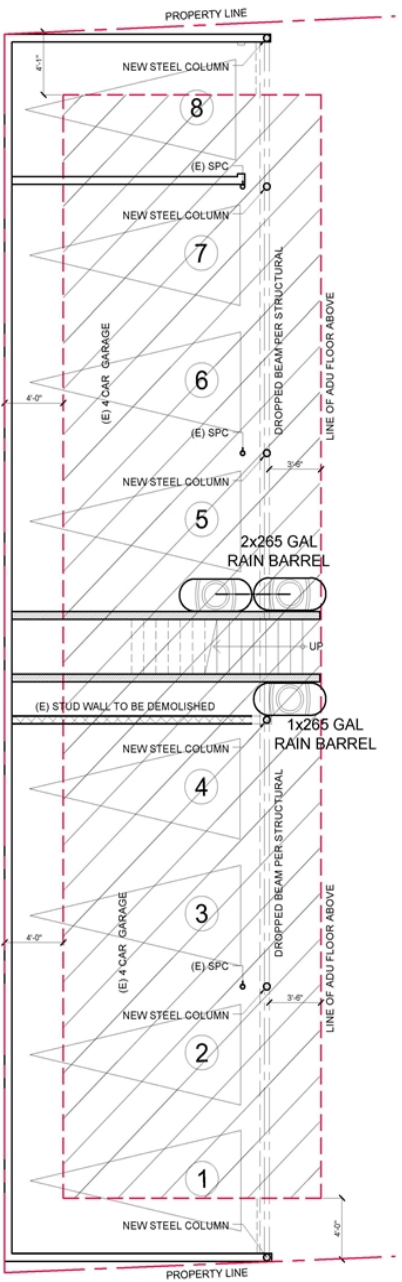 PROPERTY LINE
4'-1"
NEW STEEL COLUMN
8
(E) SPC
NEW STEEL COLUMN
7
DROPPED BEAM PER STRUCTURAL
LINE OF ADU FLOOR ABOVE
(E) 4 CAR GARAGE
6
4'-0"
(E) SPC
3'-6"
NEW STEEL COLUMN
5
2x265 GAL
RAIN BARREL
UP
(E) STUD WALL TO BE DEMOLISHED
1x265 GAL
RAIN BARREL
NEW STEEL COLUMN
4
DROPPED BEAM PER STRUCTURAL
LINE OF ADU FLOOR ABOVE
(E) 4 CAR GARAGE
3
4'-0"
(E) SPC
3'-6"
NEW STEEL COLUMN
2
1
NEW STEEL COLUMN
4'-0"
PROPERTY LINE